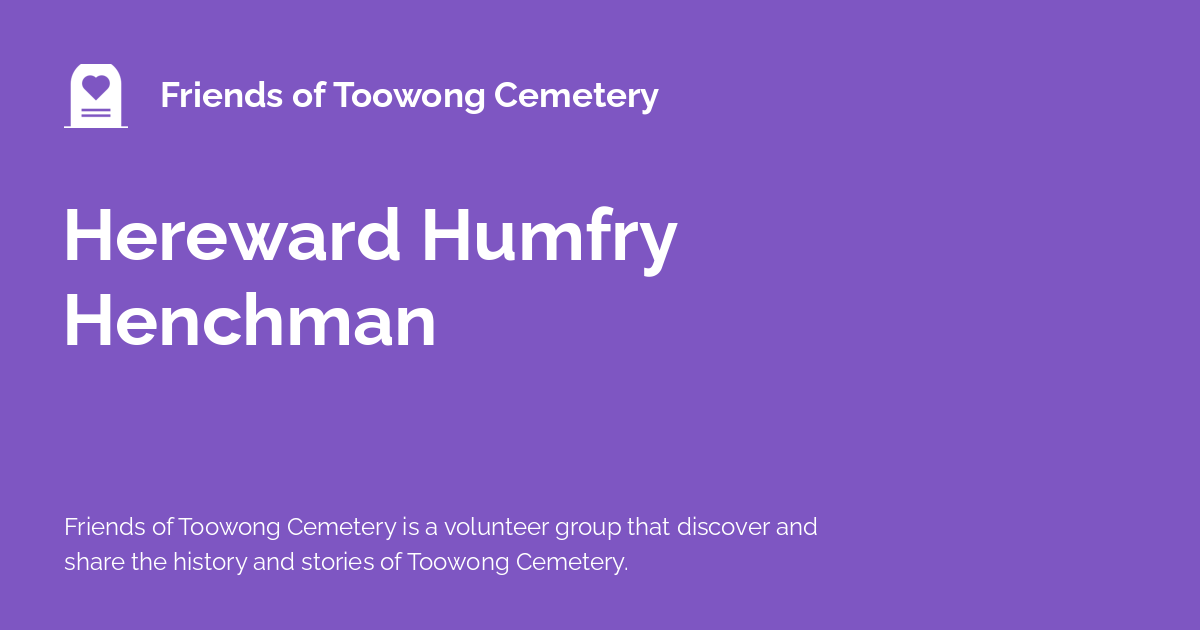 Friends of Toowong Cemetery
Hereward Humfry
Henchman
Friends of Toowong Cemetery is a volunteer group that discover and
share the history and stories of Toowong Cemetery.